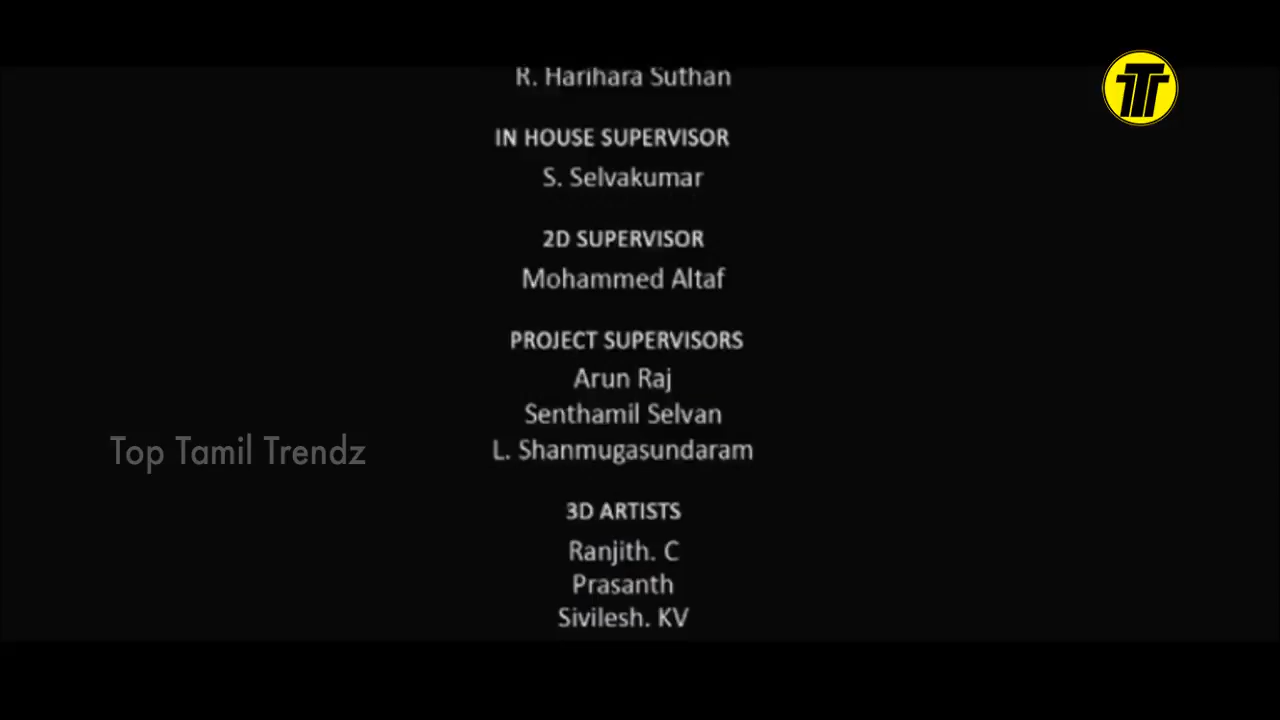 R. Harihara Suthan
IN HOUSE SUPERVISOR
S. Selvakumar
2D SUPERVISOR
Mohammed Altaf
PROJECT SUPERVISORS
Arun Raj
Senthamil Selvan
L. Shanmugasundaram
Top Tamil Trendz
3D ARTISTS
Ranjith. C
Prasanth
Sivilesh. KV